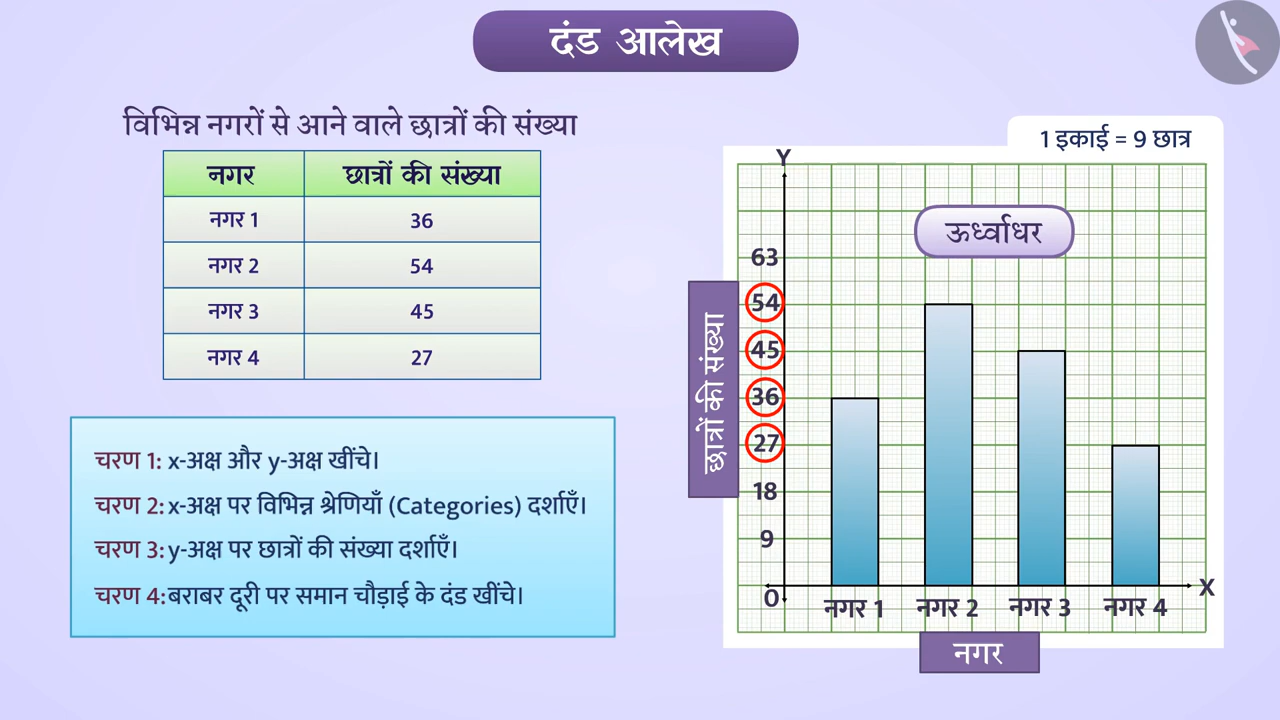 दंड आलेख
विभिन्न नगरों से आने वाले छात्रों की संख्या
नगर छात्रों की संख्या
नगर 1 36
नगर 2 54
नगर 3 45
नगर 4 27
चरण 1: x-अक्ष और y-अक्ष खींचे।
चरण 2: x-अक्ष पर विभिन्न श्रेणियाँ (Categories) दर्शाएँ।
चरण 3: y-अक्ष पर छात्रों की संख्या दर्शाएँ।
चरण 4: बराबर दूरी पर समान चौड़ाई के दंड खींचे।
1 इकाई = 9 छात्र
Y
ऊर्ध्वाधर
63
54
45
36
27
18
9
0
छात्रों की संख्या
X
नगर 1 नगर 2 नगर 3 नगर 4
नगर